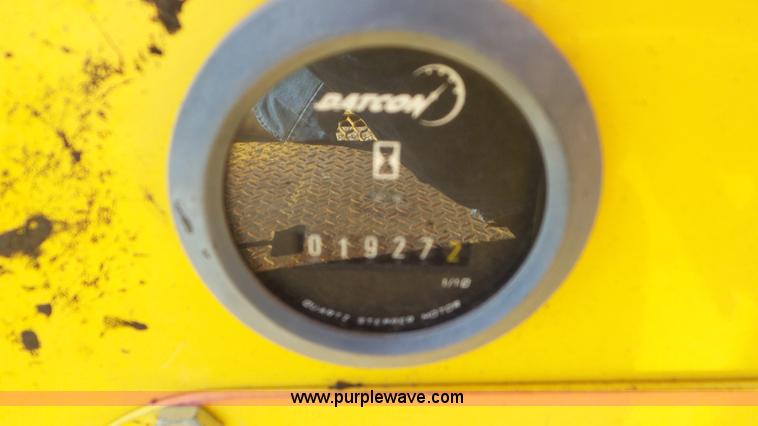 DATCON
019272
1/10
QUARTZ STEPPER MOTOR
www.purplewave.com